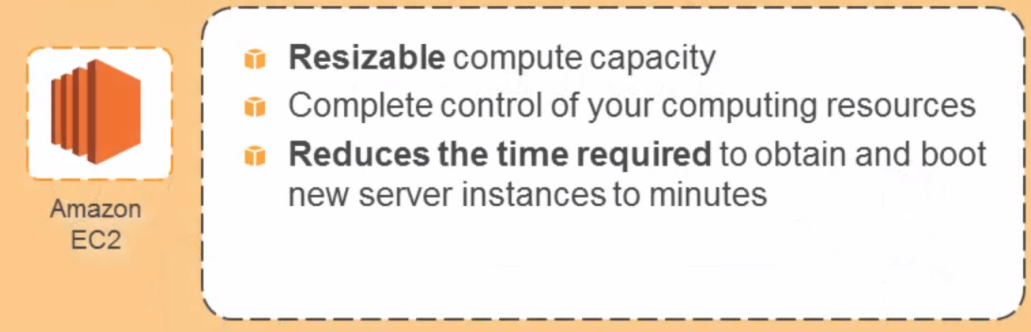 Amazon
EC2
Resizable compute capacity
Complete control of your computing resources
Reduces the time required to obtain and boot
new server instances to minutes